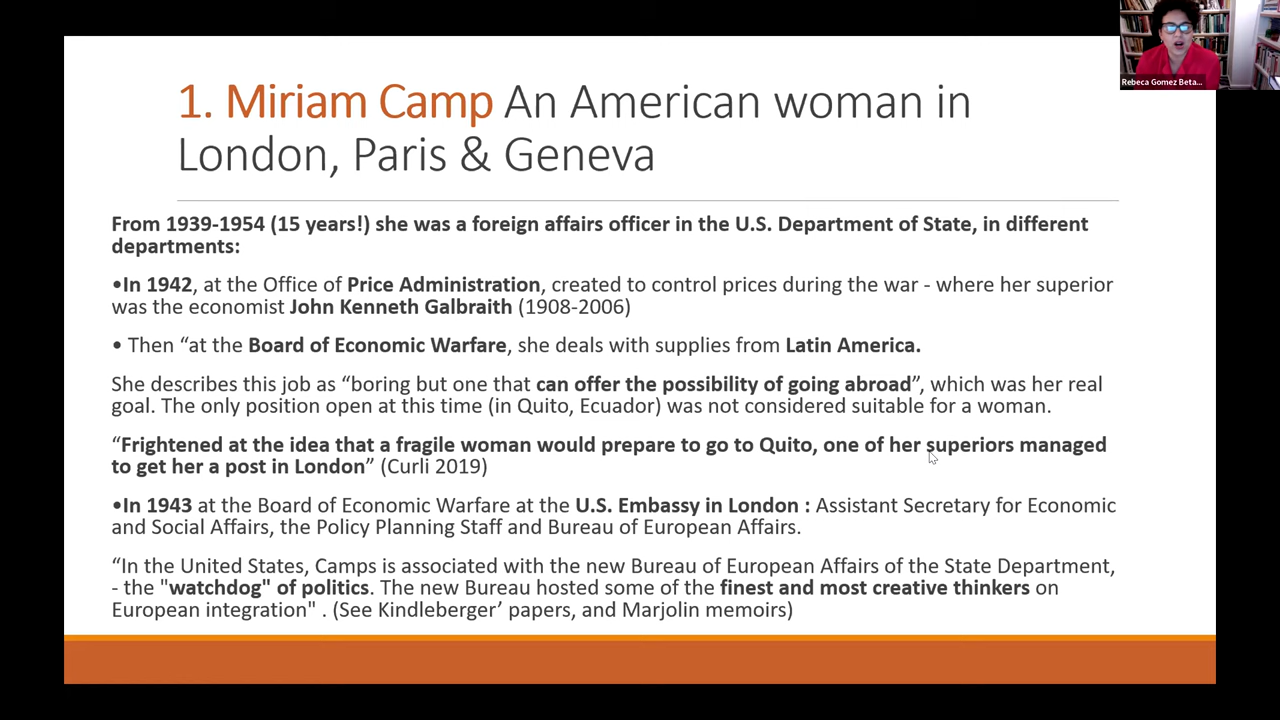 Rebeca Gomez Beta...
1. Miriam Camp An American woman in
London, Paris & Geneva
From 1939-1954 (15 years!) she was a foreign affairs officer in the U.S. Department of State, in different
departments:
•In 1942, at the Office of Price Administration, created to control prices during the war - where her superior
was the economist John Kenneth Galbraith (1908-2006)
• Then “at the Board of Economic Warfare, she deals with supplies from Latin America.
She describes this job as “boring but one that can offer the possibility of going abroad”, which was her real
goal. The only position open at this time (in Quito, Ecuador) was not considered suitable for a woman.
“Frightened at the idea that a fragile woman would prepare to go to Quito, one of her superiors managed
to get her a post in London” (Curli 2019)
•In 1943 at the Board of Economic Warfare at the U.S. Embassy in London : Assistant Secretary for Economic
and Social Affairs, the Policy Planning Staff and Bureau of European Affairs.
“In the United States, Camps is associated with the new Bureau of European Affairs of the State Department,
- the "watchdog" of politics. The new Bureau hosted some of the finest and most creative thinkers on
European integration" . (See Kindleberger’ papers, and Marjolin memoirs)